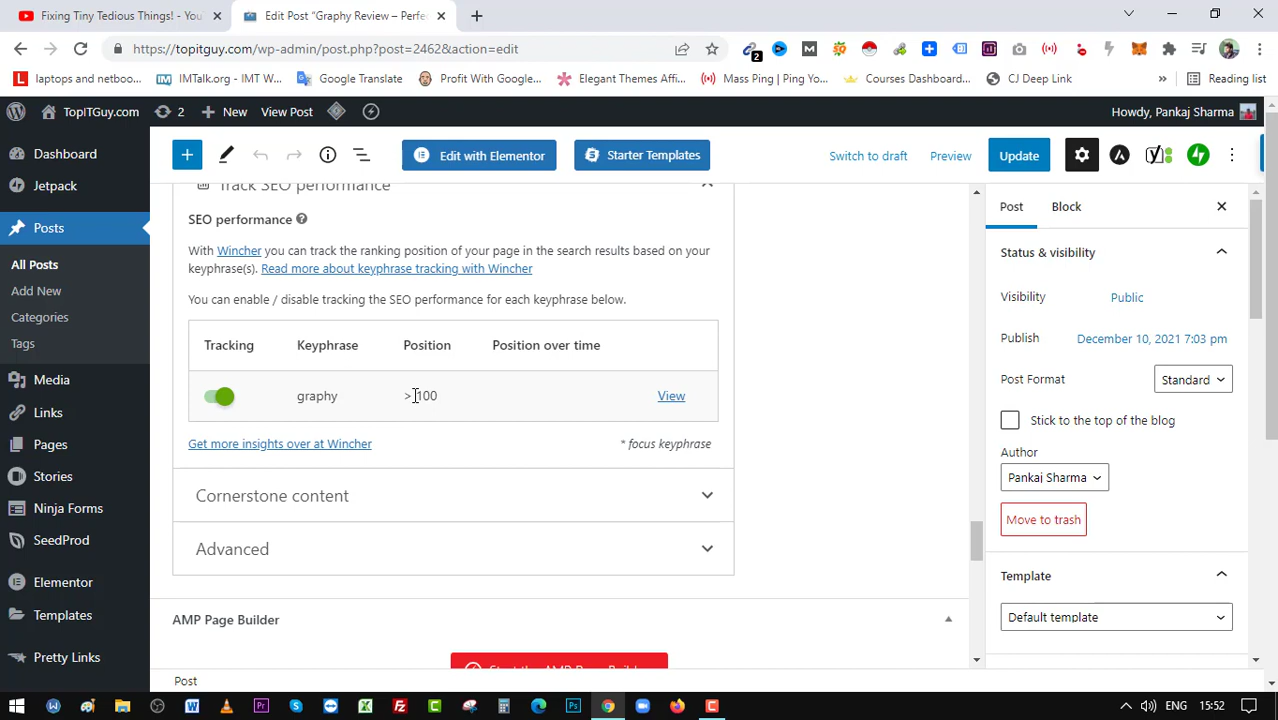 Fixing Tiny Tedious Things! - You
Edit Post "Graphy Review – Perfe
https://topitguy.com/wp-admin/post.php?post=2462&action=edit
2
laptops and netboo...
IMTalk.org - IMT W...
Google Translate
Profit With Google...
Elegant Themes Affi...
Mass Ping | Ping Yo...
Courses Dashboard...
CJ Deep Link
»
Reading list
TopITGuy.com
2
New
View Post
Howdy, Pankaj Sharma
Dashboard
Jetpack
Posts
All Posts
Add New
Categories
Tags
Media
Links
Pages
Stories
Ninja Forms
SeedProd
Elementor
Templates
Pretty Links
Edit with Elementor
Starter Templates
Switch to draft
Preview
Update
Track SEO performance
SEO performance
With Wincher you can track the ranking position of your page in the search results based on your
keyphrase(s). Read more about keyphrase tracking with Wincher
You can enable / disable tracking the SEO performance for each keyphrase below.
Tracking
Keyphrase
Position
Position over time
graphy
> 100
View
Get more insights over at Wincher
* focus keyphrase
Cornerstone content
Advanced
AMP Page Builder
Post
Post
Block
Status & visibility
Visibility
Public
Publish
December 10, 2021 7:03 pm
Post Format
Standard
Stick to the top of the blog
Author
Pankaj Sharma
Move to trash
Template
Default template
ENG
15:52